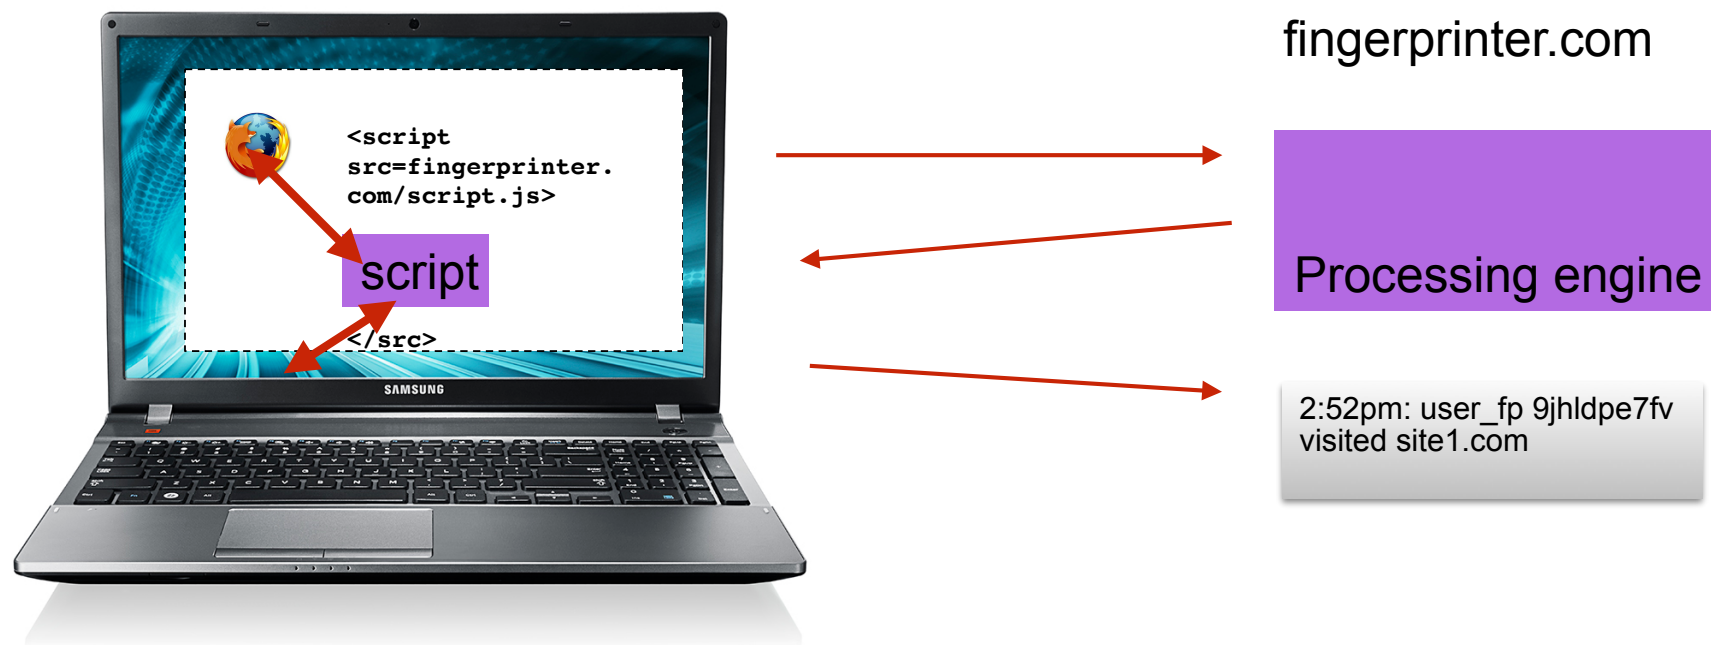 fingerprinter.com
<script
src=fingerprinter.
com/script.js>
script
</src>
Processing engine
SAMSUNG
2:52pm: user_fp 9jhldpe7fv
visited site1.com